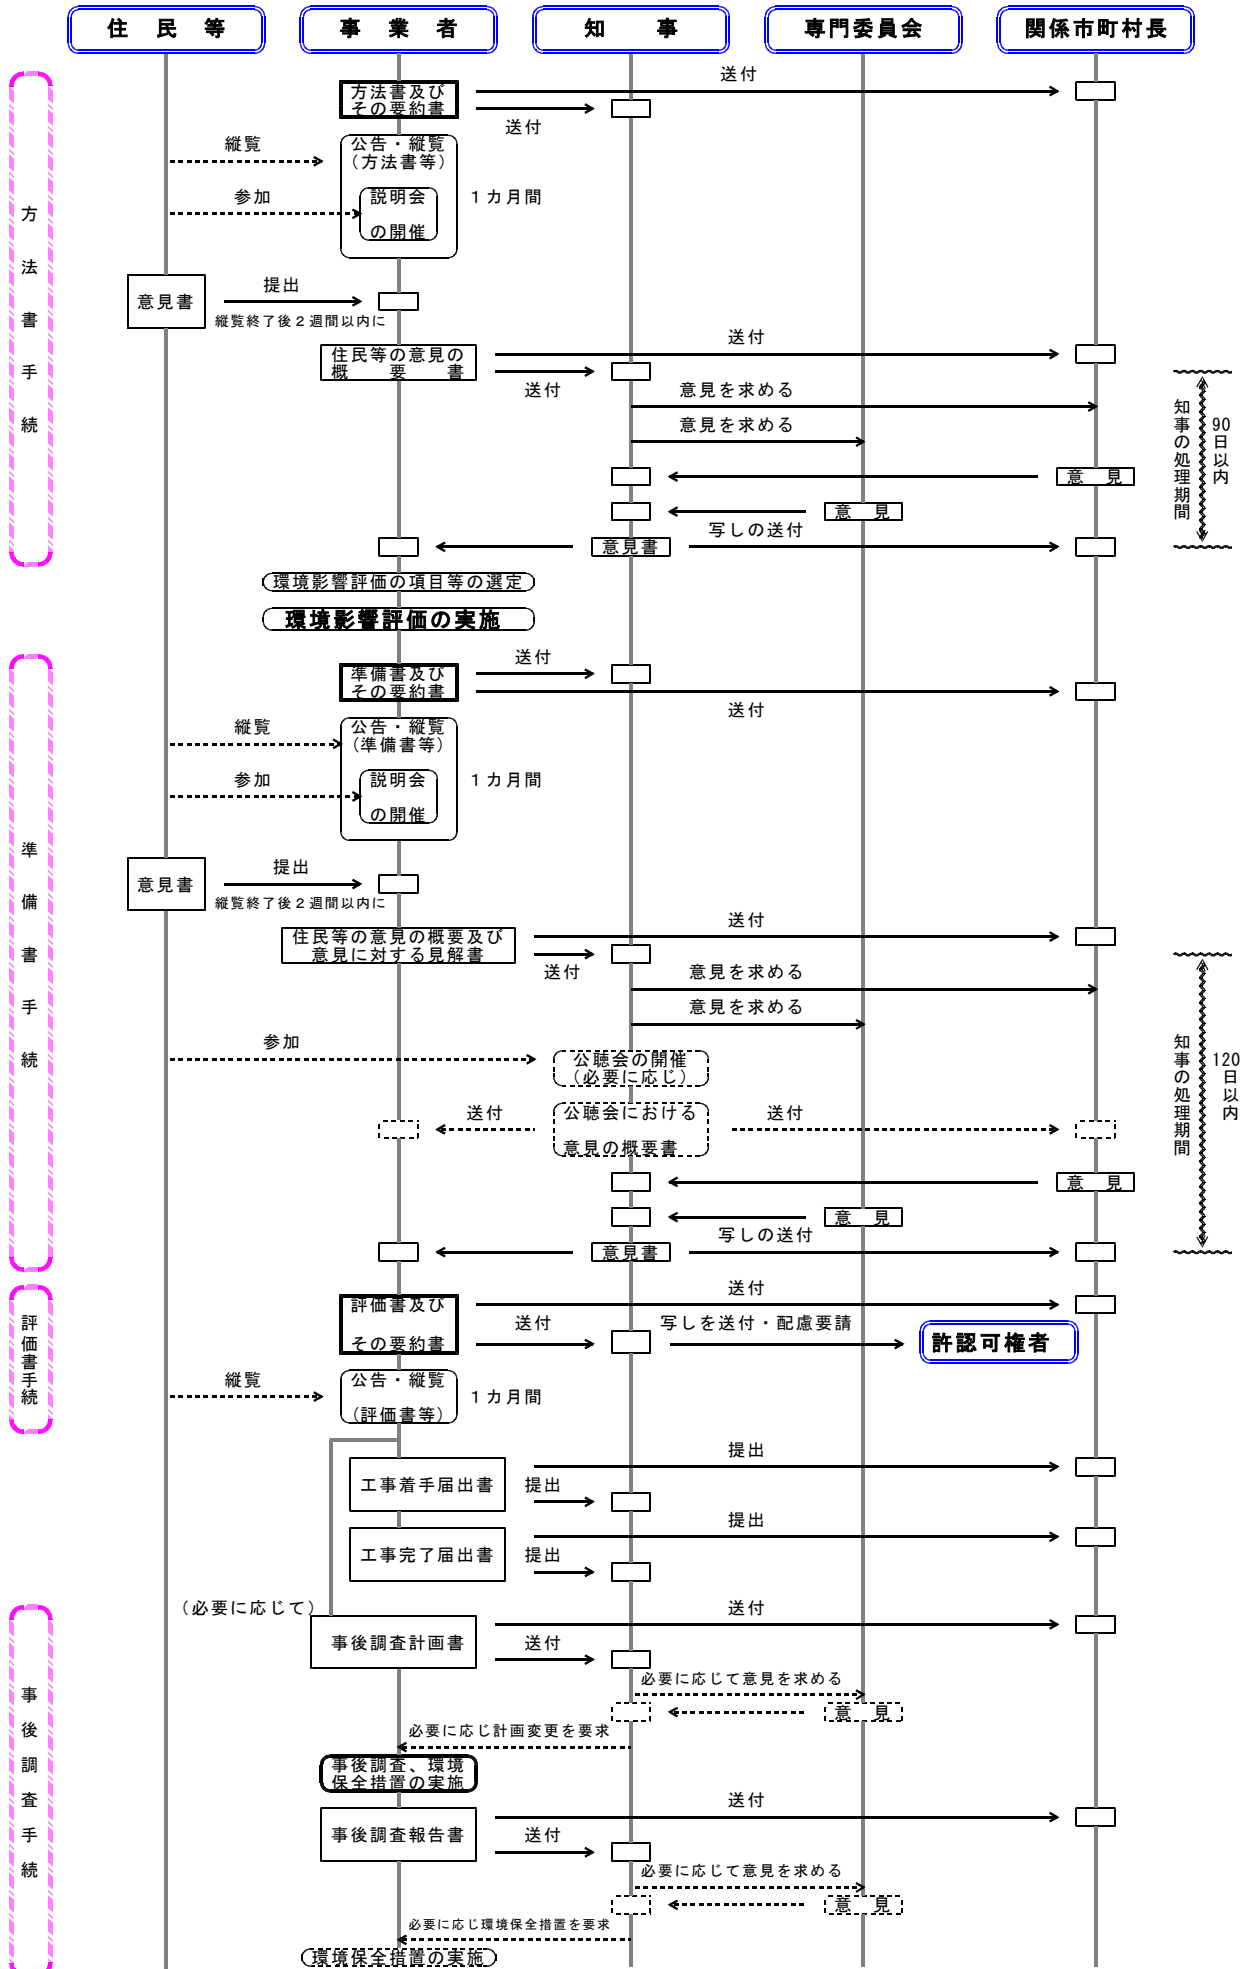 住　民　等
事　業　者
知　　事
専門委員会
関係市町村長
方法書手続
送付
方法書及び
その要約書
送付
縦覧
公告・縦覧
（方法書等）
参加
説明会
の開催
１カ月間
意見書
提出
縦覧終了後２週間以内に
送付
住民等の意見の
概　要　書
送付
意見を求める
意見を求める
知事の処理期間
90日以内
意　見
意　見
写しの送付
意見書
環境影響評価の項目等の選定
環境影響評価の実施
準備書手続
送付
準備書及び
その要約書
送付
縦覧
公告・縦覧
（準備書等）
参加
説明会
の開催
１カ月間
意見書
提出
縦覧終了後２週間以内に
送付
住民等の意見の概要及び
意見に対する見解書
送付
意見を求める
意見を求める
参加
公聴会の開催
（必要に応じ）
知事の処理期間
120日以内
送付
公聴会における
意見の概要書
送付
意　見
意　見
写しの送付
意見書
評価書手続
送付
評価書及び
その要約書
送付
写しを送付・配慮要請
許認可権者
縦覧
公告・縦覧
（評価書等）
１カ月間
提出
工事着手届出書
提出
提出
工事完了届出書
提出
事後調査手続
（必要に応じて）
送付
事後調査計画書
送付
必要に応じて意見を求める
意　見
必要に応じ計画変更を要求
事後調査、環境
保全措置の実施
送付
事後調査報告書
送付
必要に応じて意見を求める
意　見
必要に応じ環境保全措置を要求
環境保全措置の実施